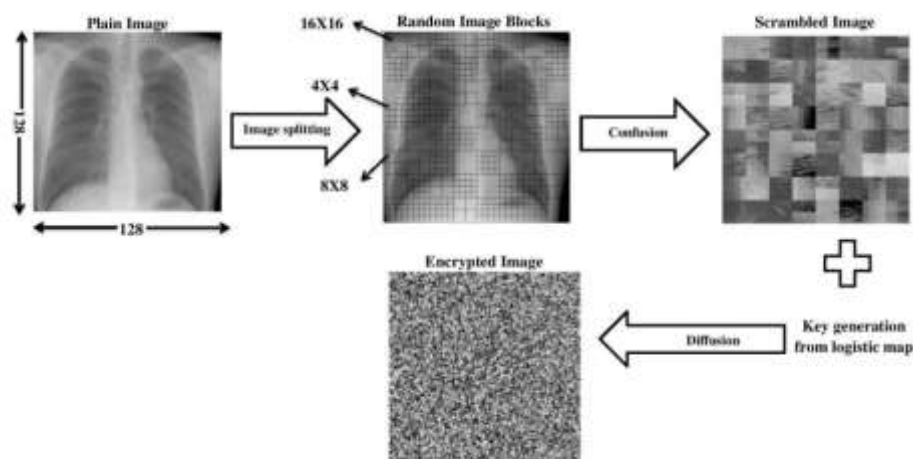 Plain Image
Random Image Blocks
Scrambled Image
16X16
4X4
8X8
128
128
Image splitting
Confusion
Encrypted Image
Diffusion
Key generation
from logistic map